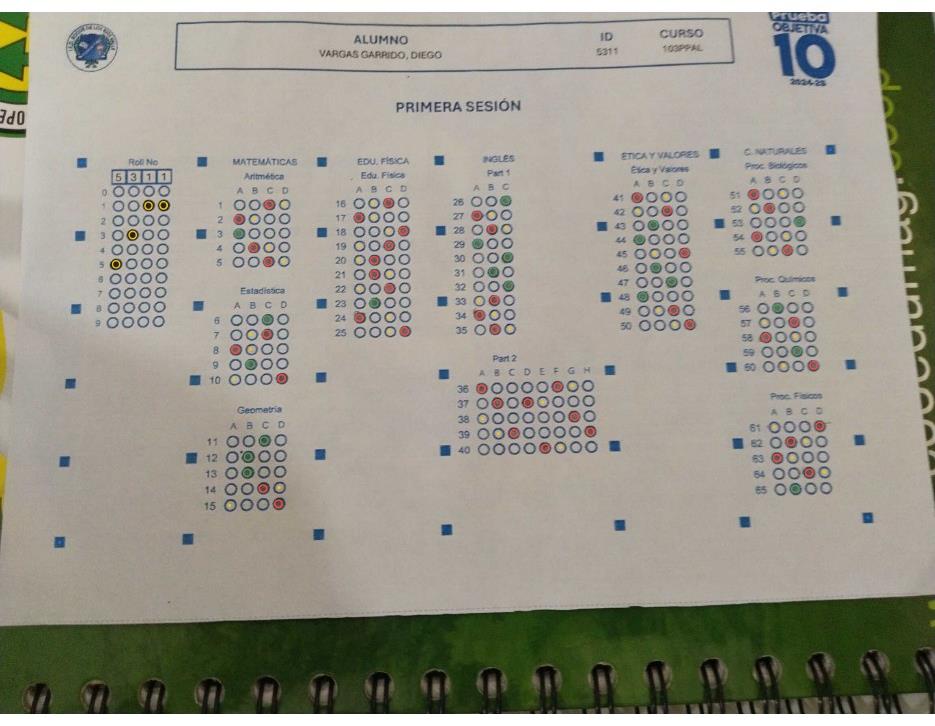 Prueba
OBJETIVA
10
2024-25
ALUMNO
VARGAS GARRIDO, DIEGO
ID
5311
CURSO
103PPAL
PRIMERA SESIÓN
Roll No
5 3 1 1
0
1
2
3
4
5
6
7
8
9
MATEMÁTICAS
Aritmética
A B C D
1
2
3
4
5
Estadística
A B C D
6
7
8
9
10
Geometría
A B C D
11
12
13
14
15
EDU. FÍSICA
Edu. Física
A B C D
16
17
18
19
20
21
22
23
24
25
INGLÉS
Part 1
A B C
26
27
28
29
30
31
32
33
34
35
Part 2
A B C D E F G H
36
37
38
39
40
ETICA Y VALORES
Ética y Valores
A B C D
41
42
43
44
45
46
47
48
49
50
C. NATURALES
Proc. Biológicos
A B C D
51
52
53
54
55
Proc. Químicos
A B C D
56
57
58
59
60
Proc. Físicos
A B C D
61
62
63
64
65